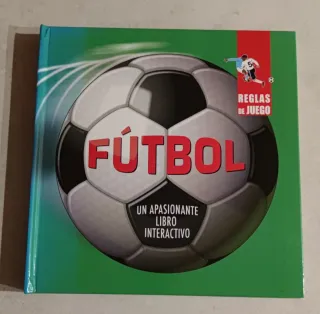 REGLAS
DE JUEGO
FÚTBOL
UN APASIONANTE
LIBRO
INTERACTIVO